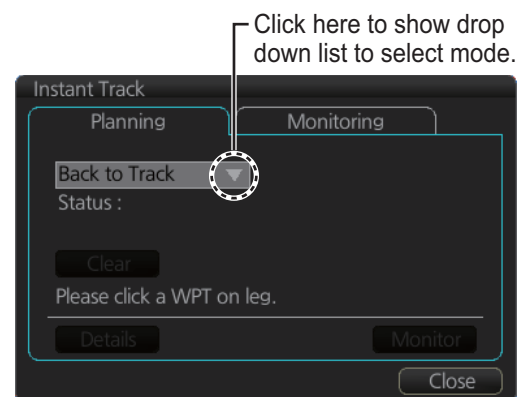 Click here to show drop
down list to select mode.
Instant Track
Planning
Monitoring
Back to Track
Status :
Clear
Please click a WPT on leg.
Details
Monitor
Close